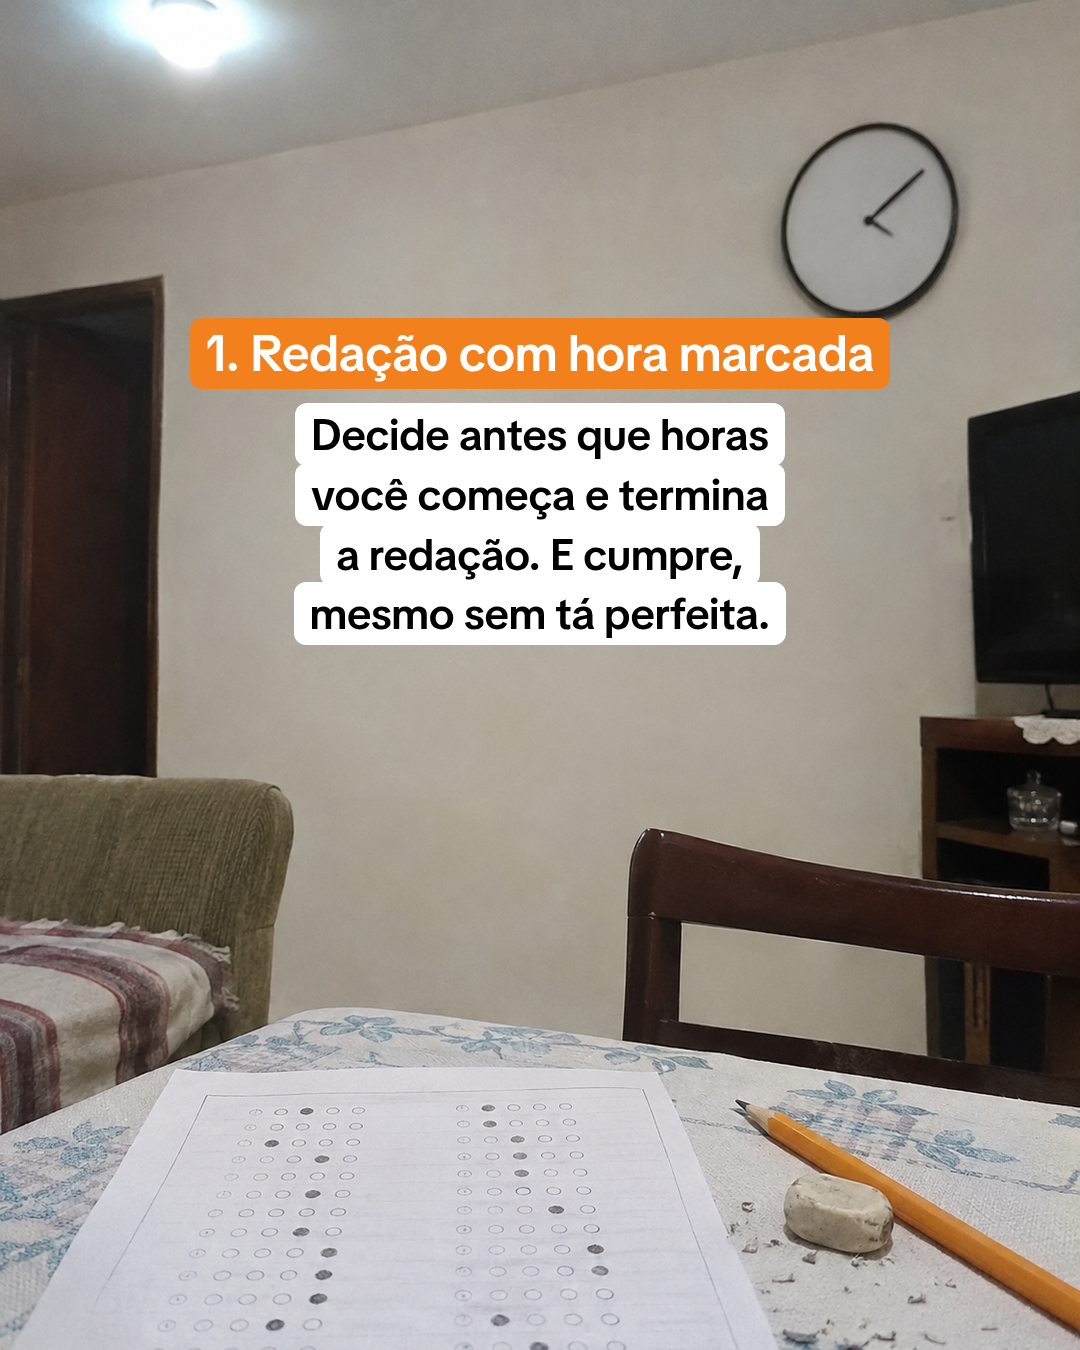 1. Redação com hora marcada
Decide antes que horas
você começa e termina
a redação. E cumpre,
mesmo sem tá perfeita.